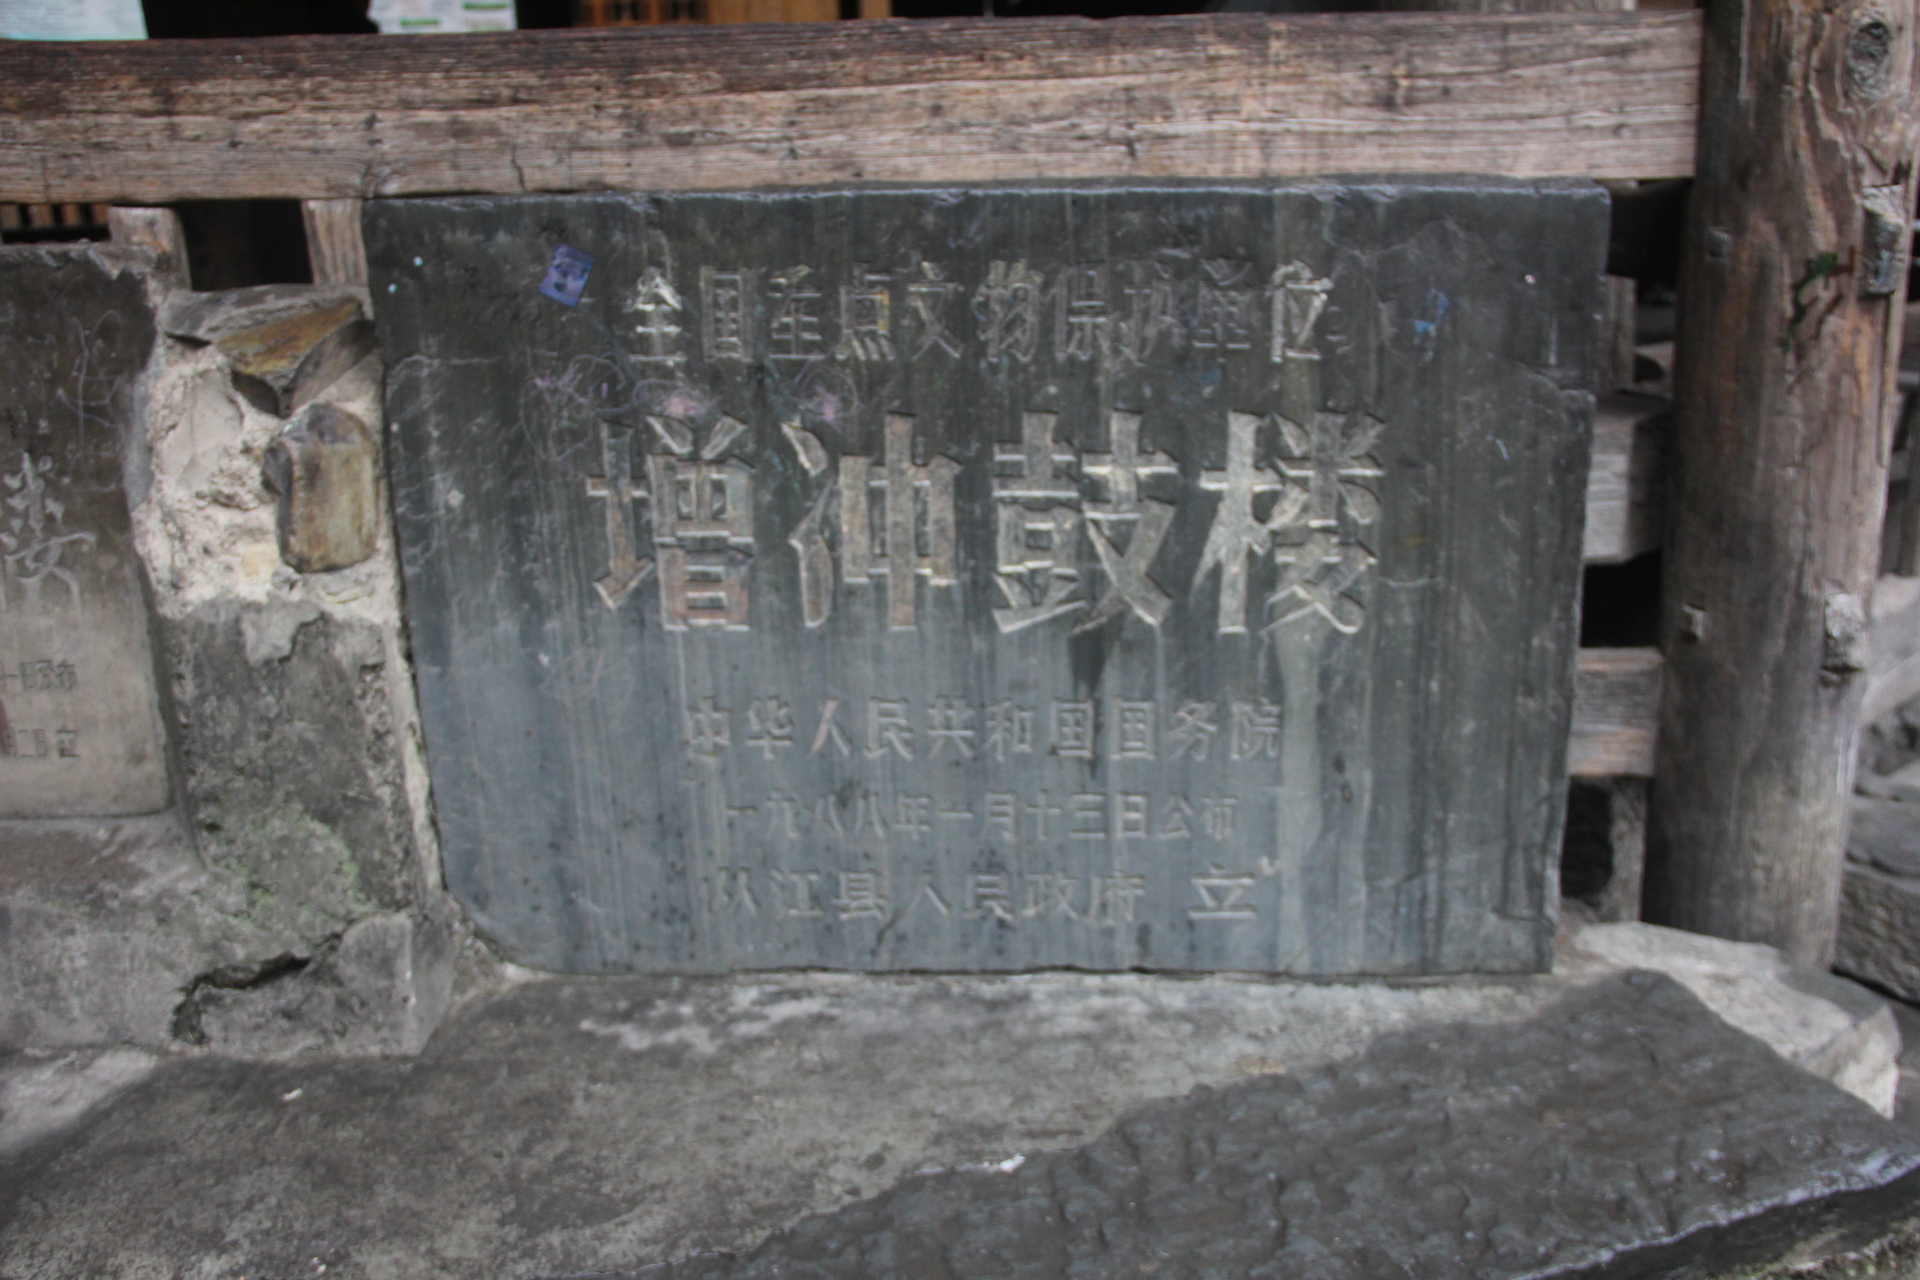 全国重点文物保护单位
增冲鼓楼
中华人民共和国国务院
一九八八年一月十三日公布
从江县人民政府 立